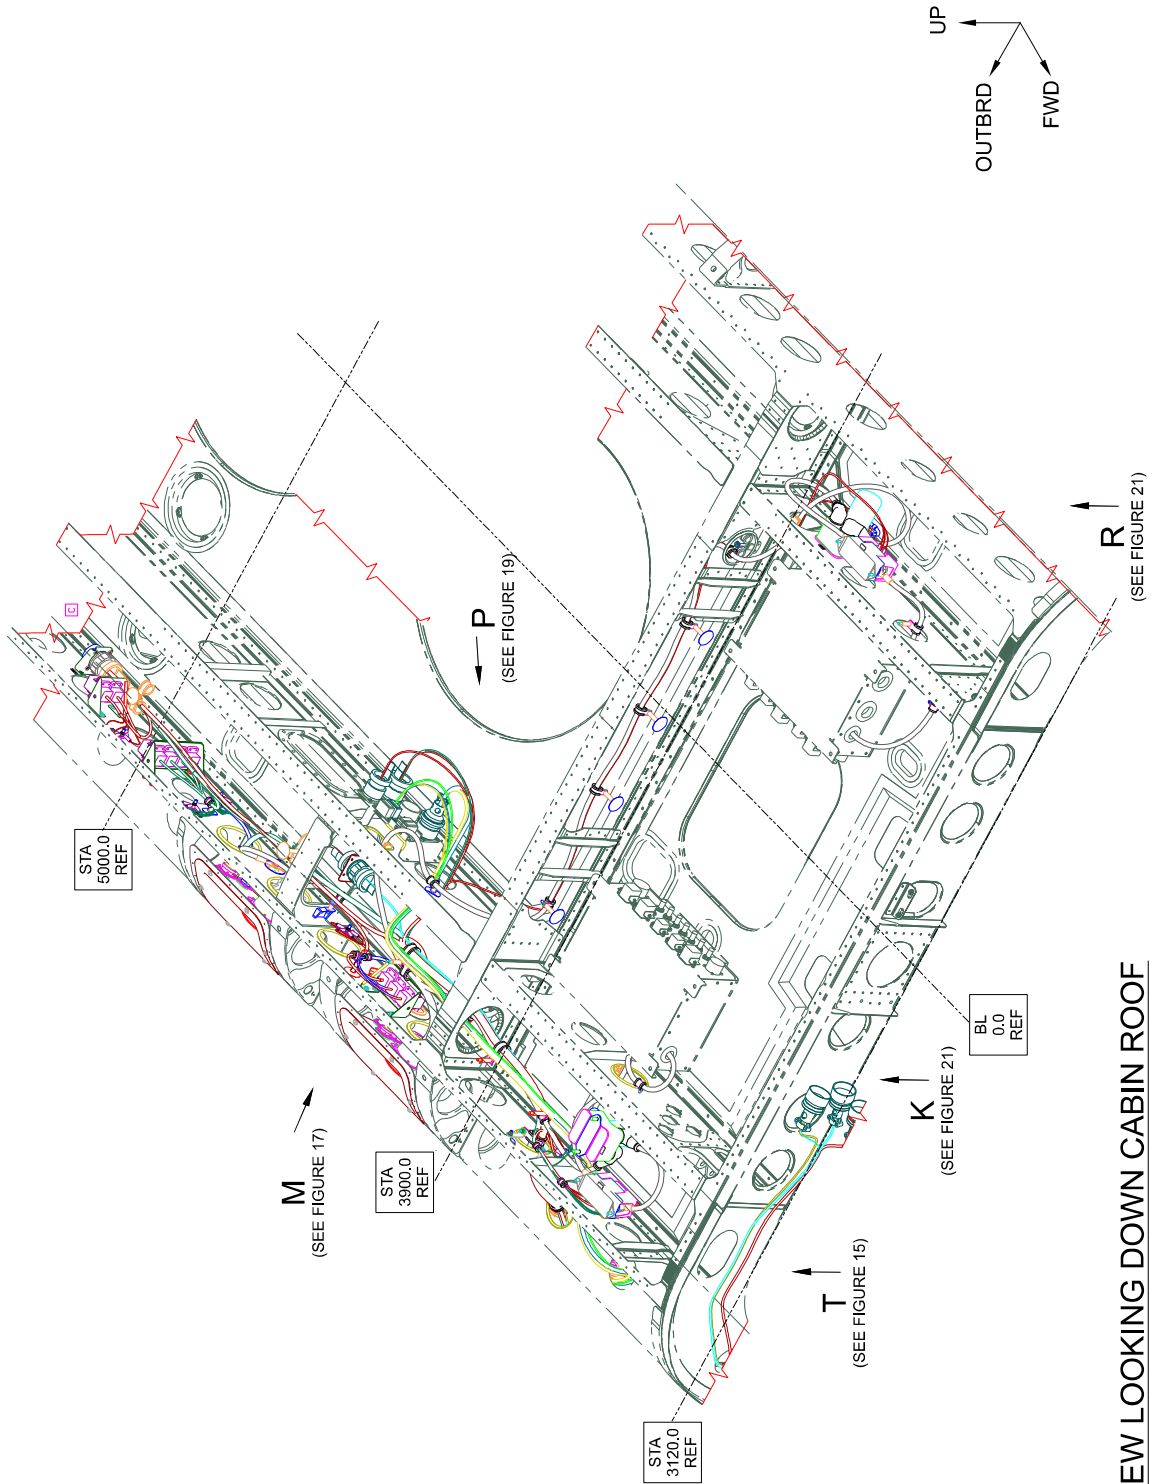 UP
OUTBRD
FWD
C
STA
5000.0
REF
P
(SEE FIGURE 19)
R
(SEE FIGURE 21)
M
(SEE FIGURE 17)
STA
3900.0
REF
BL
0.0
REF
K
(SEE FIGURE 21)
T
(SEE FIGURE 15)
STA
3120.0
REF
EW LOOKING DOWN CABIN ROOF